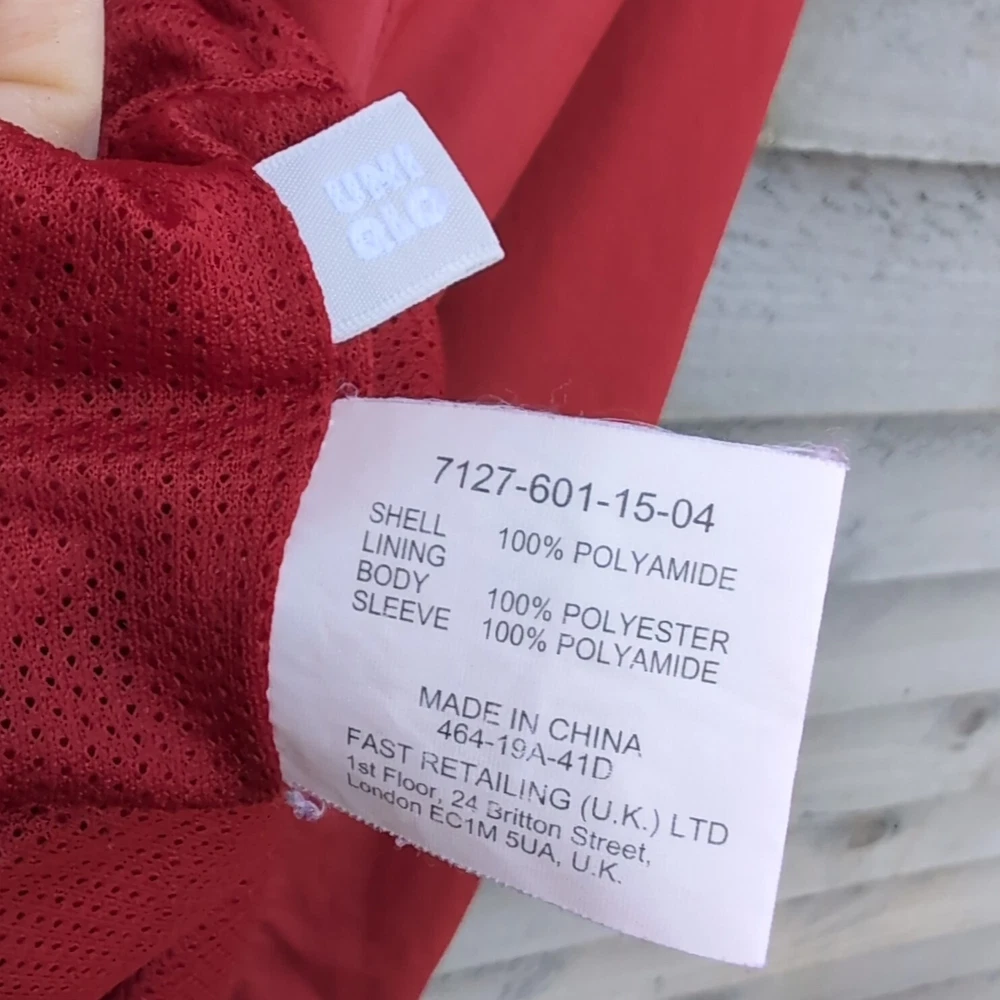 UNI
QLO
7127-601-15-04
SHELL 100% POLYAMIDE
LINING
BODY 100% POLYESTER
SLEEVE 100% POLYAMIDE
MADE IN CHINA
464-19A-41D
FAST RETAILING (U.K.) LTD
1st Floor, 24 Britton Street,
London EC1M 5UA, U.K.